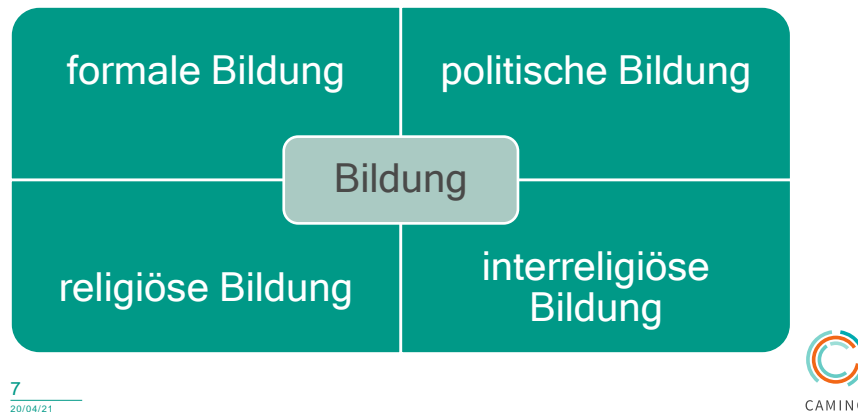 formale Bildung
politische Bildung
Bildung
religiöse Bildung
interreligiöse
Bildung
7
20/04/21